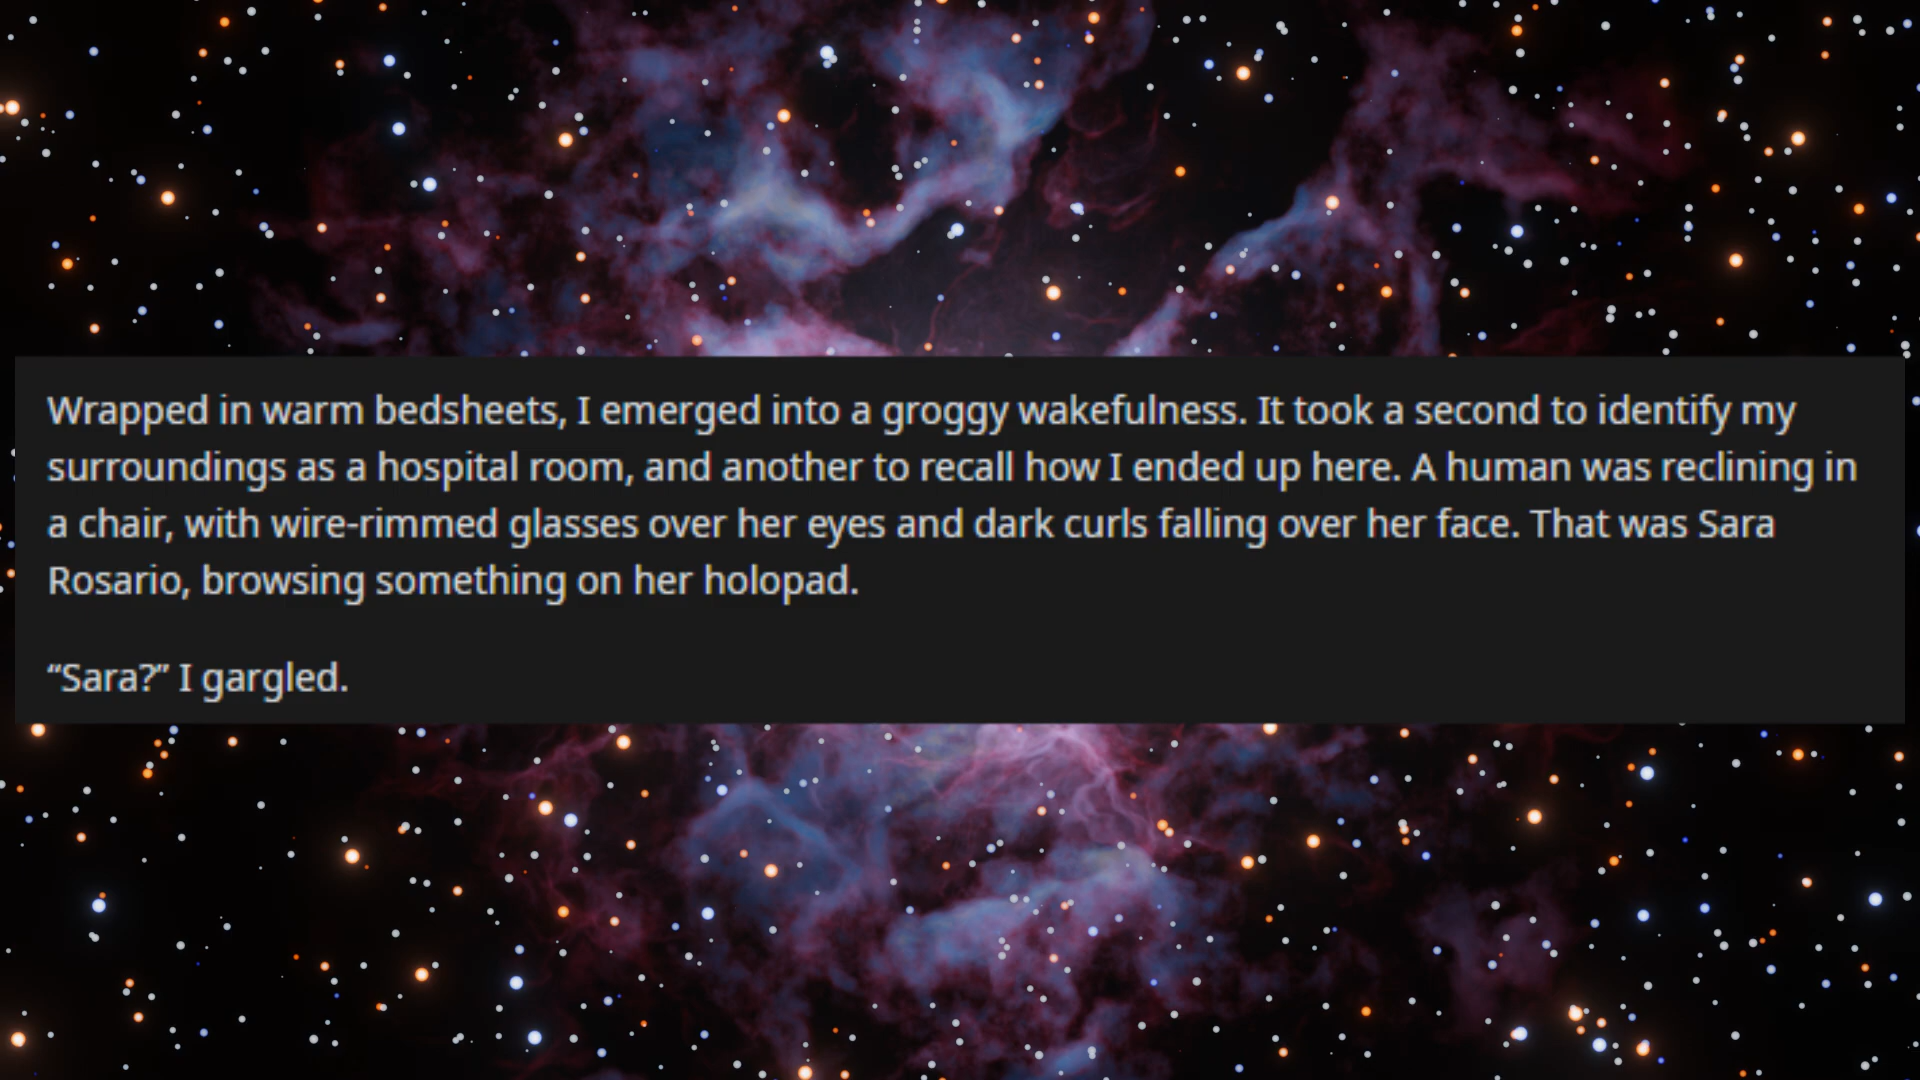 Wrapped in warm bedsheets, I emerged into a groggy wakefulness. It took a second to identify my
surroundings as a hospital room, and another to recall how I ended up here. A human was reclining in
a chair, with wire-rimmed glasses over her eyes and dark curls falling over her face. That was Sara
Rosario, browsing something on her holopad.
“Sara?” I gargled.